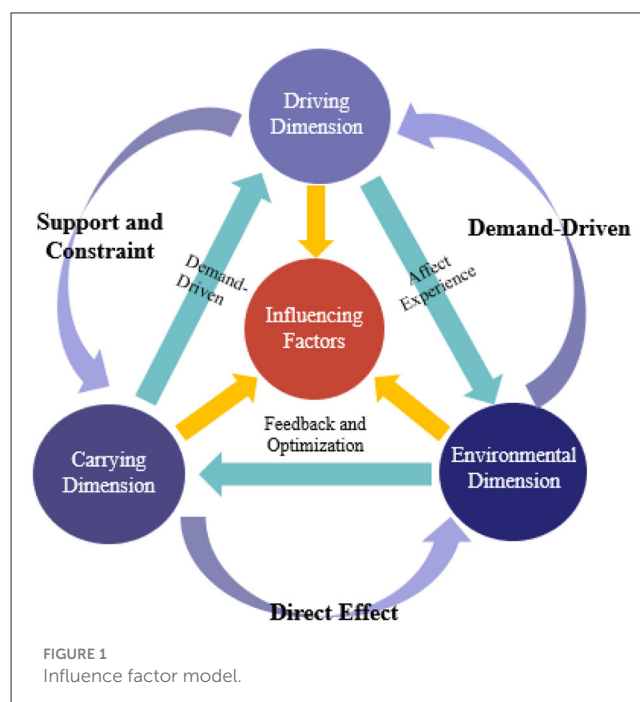 Driving
Dimension
Support and
Constraint
Demand-Driven
Demand-
Driven
Affect
Experience
Influencing
Factors
Feedback and
Optimization
Carrying
Dimension
Environmental
Dimension
Direct Effect
FIGURE 1
Influence factor model.